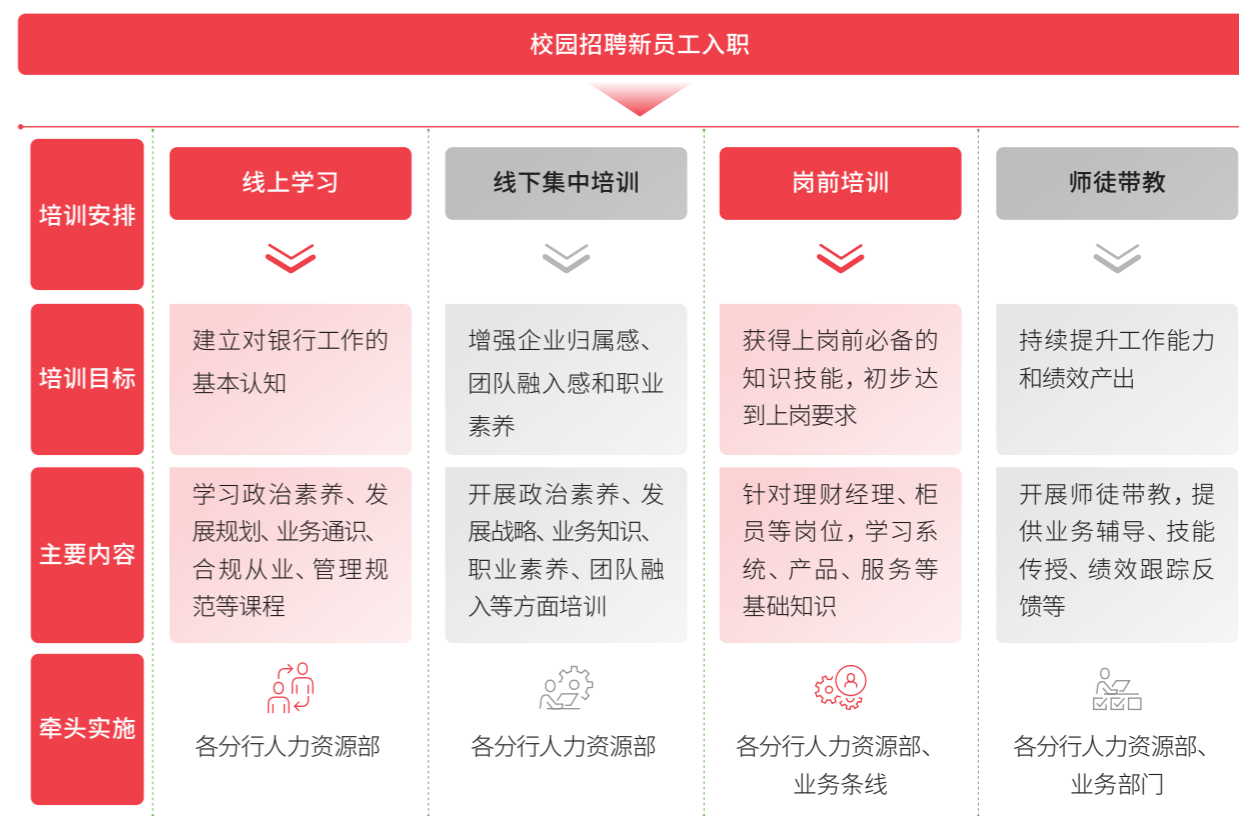 校园招聘新员工入职
培训安排
线上学习
线下集中培训
岗前培训
师徒带教
培训目标
建立对银行工作的
基本认知
增强企业归属感、
团队融入感和职业
素养
获得上岗前必备的
知识技能，初步达
到上岗要求
持续提升工作能力
和绩效产出
主要内容
学习政治素养、发
展规划、业务通识、
合规从业、管理规
范等课程
开展政治素养、发
展战略、业务知识、
职业素养、团队融
入等方面培训
针对理财经理、柜
员等岗位，学习系
统、产品、服务等
基础知识
开展师徒带教，提
供业务辅导、技能
传授、绩效跟踪反
馈等
牵头实施
各分行人力资源部
各分行人力资源部
各分行人力资源部、
业务条线
各分行人力资源部、
业务部门